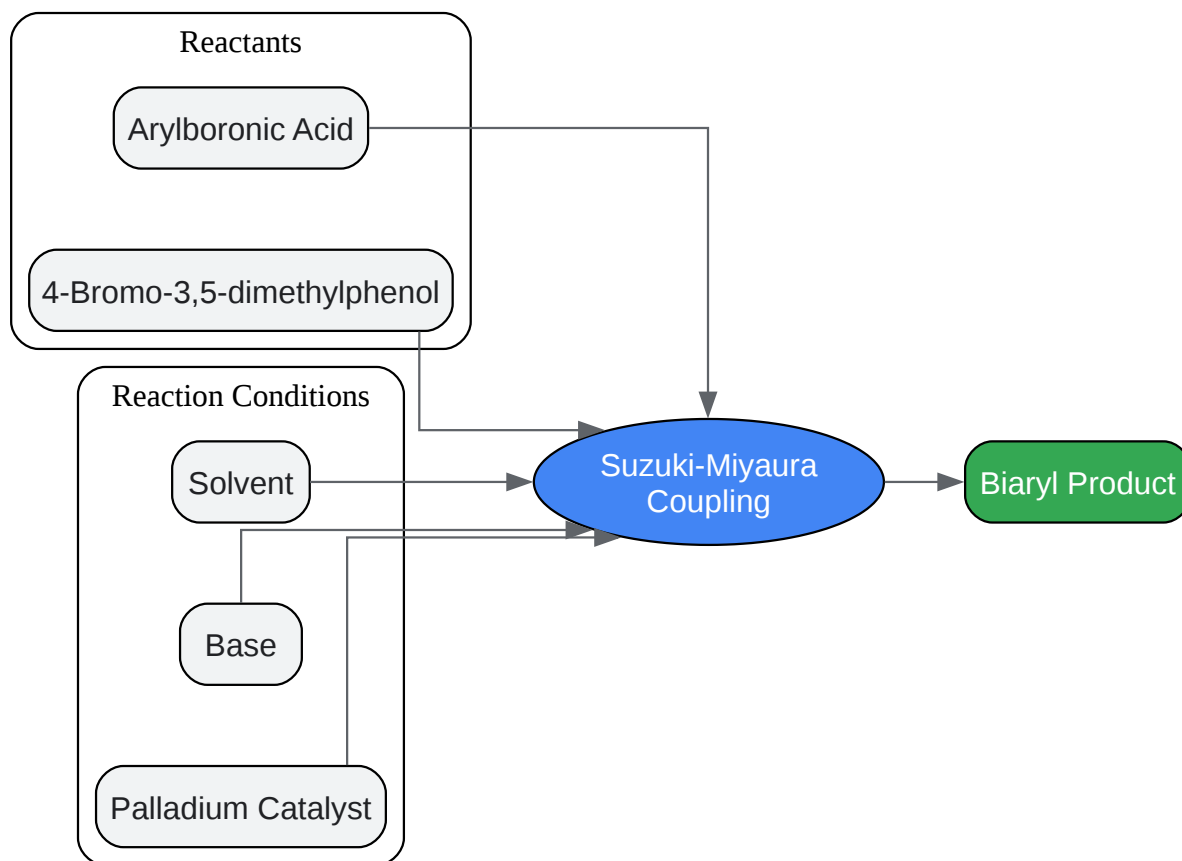 Reactants
Arylboronic Acid
4-Bromo-3,5-dimethylphenol
Reaction Conditions
Solvent
Base
Palladium Catalyst
Suzuki-Miyaura
Coupling
Biaryl Product